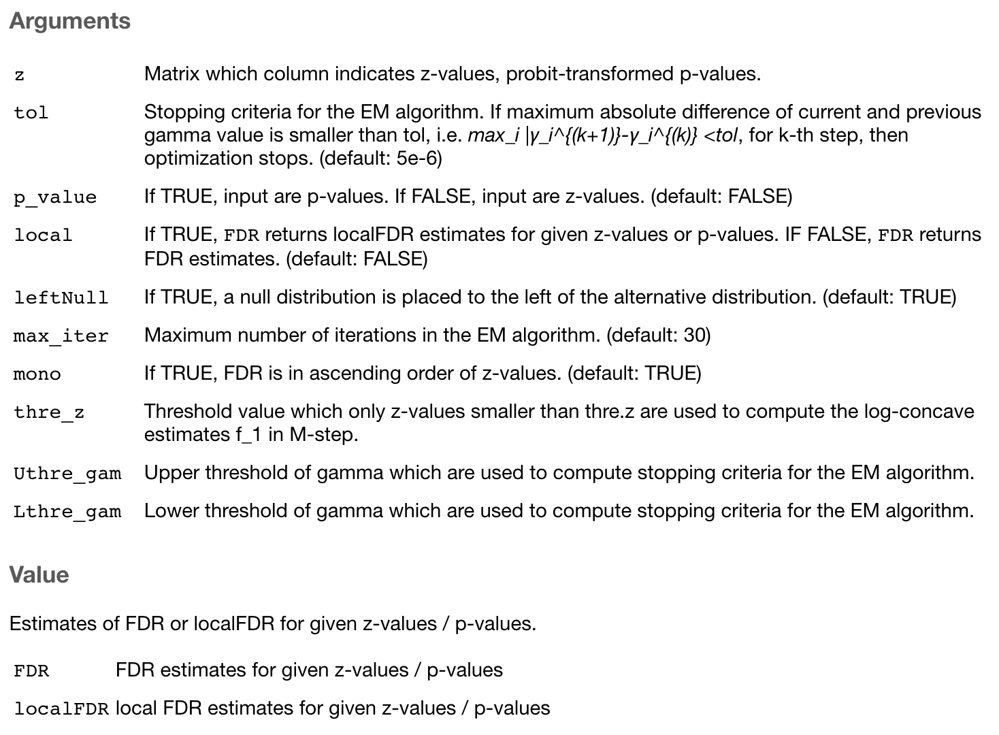 Arguments
z Matrix which column indicates z-values, probit-transformed p-values.
tol Stopping criteria for the EM algorithm. If maximum absolute difference of current and previous
gamma value is smaller than tol, i.e. max_i |γ_i^{(k+1)}-γ_i^{(k)} <tol, for k-th step, then
optimization stops. (default: 5e-6)
p_value If TRUE, input are p-values. If FALSE, input are z-values. (default: FALSE)
local If TRUE, FDR returns localFDR estimates for given z-values or p-values. IF FALSE, FDR returns
FDR estimates. (default: FALSE)
leftNull If TRUE, a null distribution is placed to the left of the alternative distribution. (default: TRUE)
max_iter Maximum number of iterations in the EM algorithm. (default: 30)
mono If TRUE, FDR is in ascending order of z-values. (default: TRUE)
thre_z Threshold value which only z-values smaller than thre.z are used to compute the log-concave
estimates f_1 in M-step.
Uthre_gam Upper threshold of gamma which are used to compute stopping criteria for the EM algorithm.
Lthre_gam Lower threshold of gamma which are used to compute stopping criteria for the EM algorithm.
Value
Estimates of FDR or localFDR for given z-values / p-values.
FDR FDR estimates for given z-values / p-values
localFDR local FDR estimates for given z-values / p-values